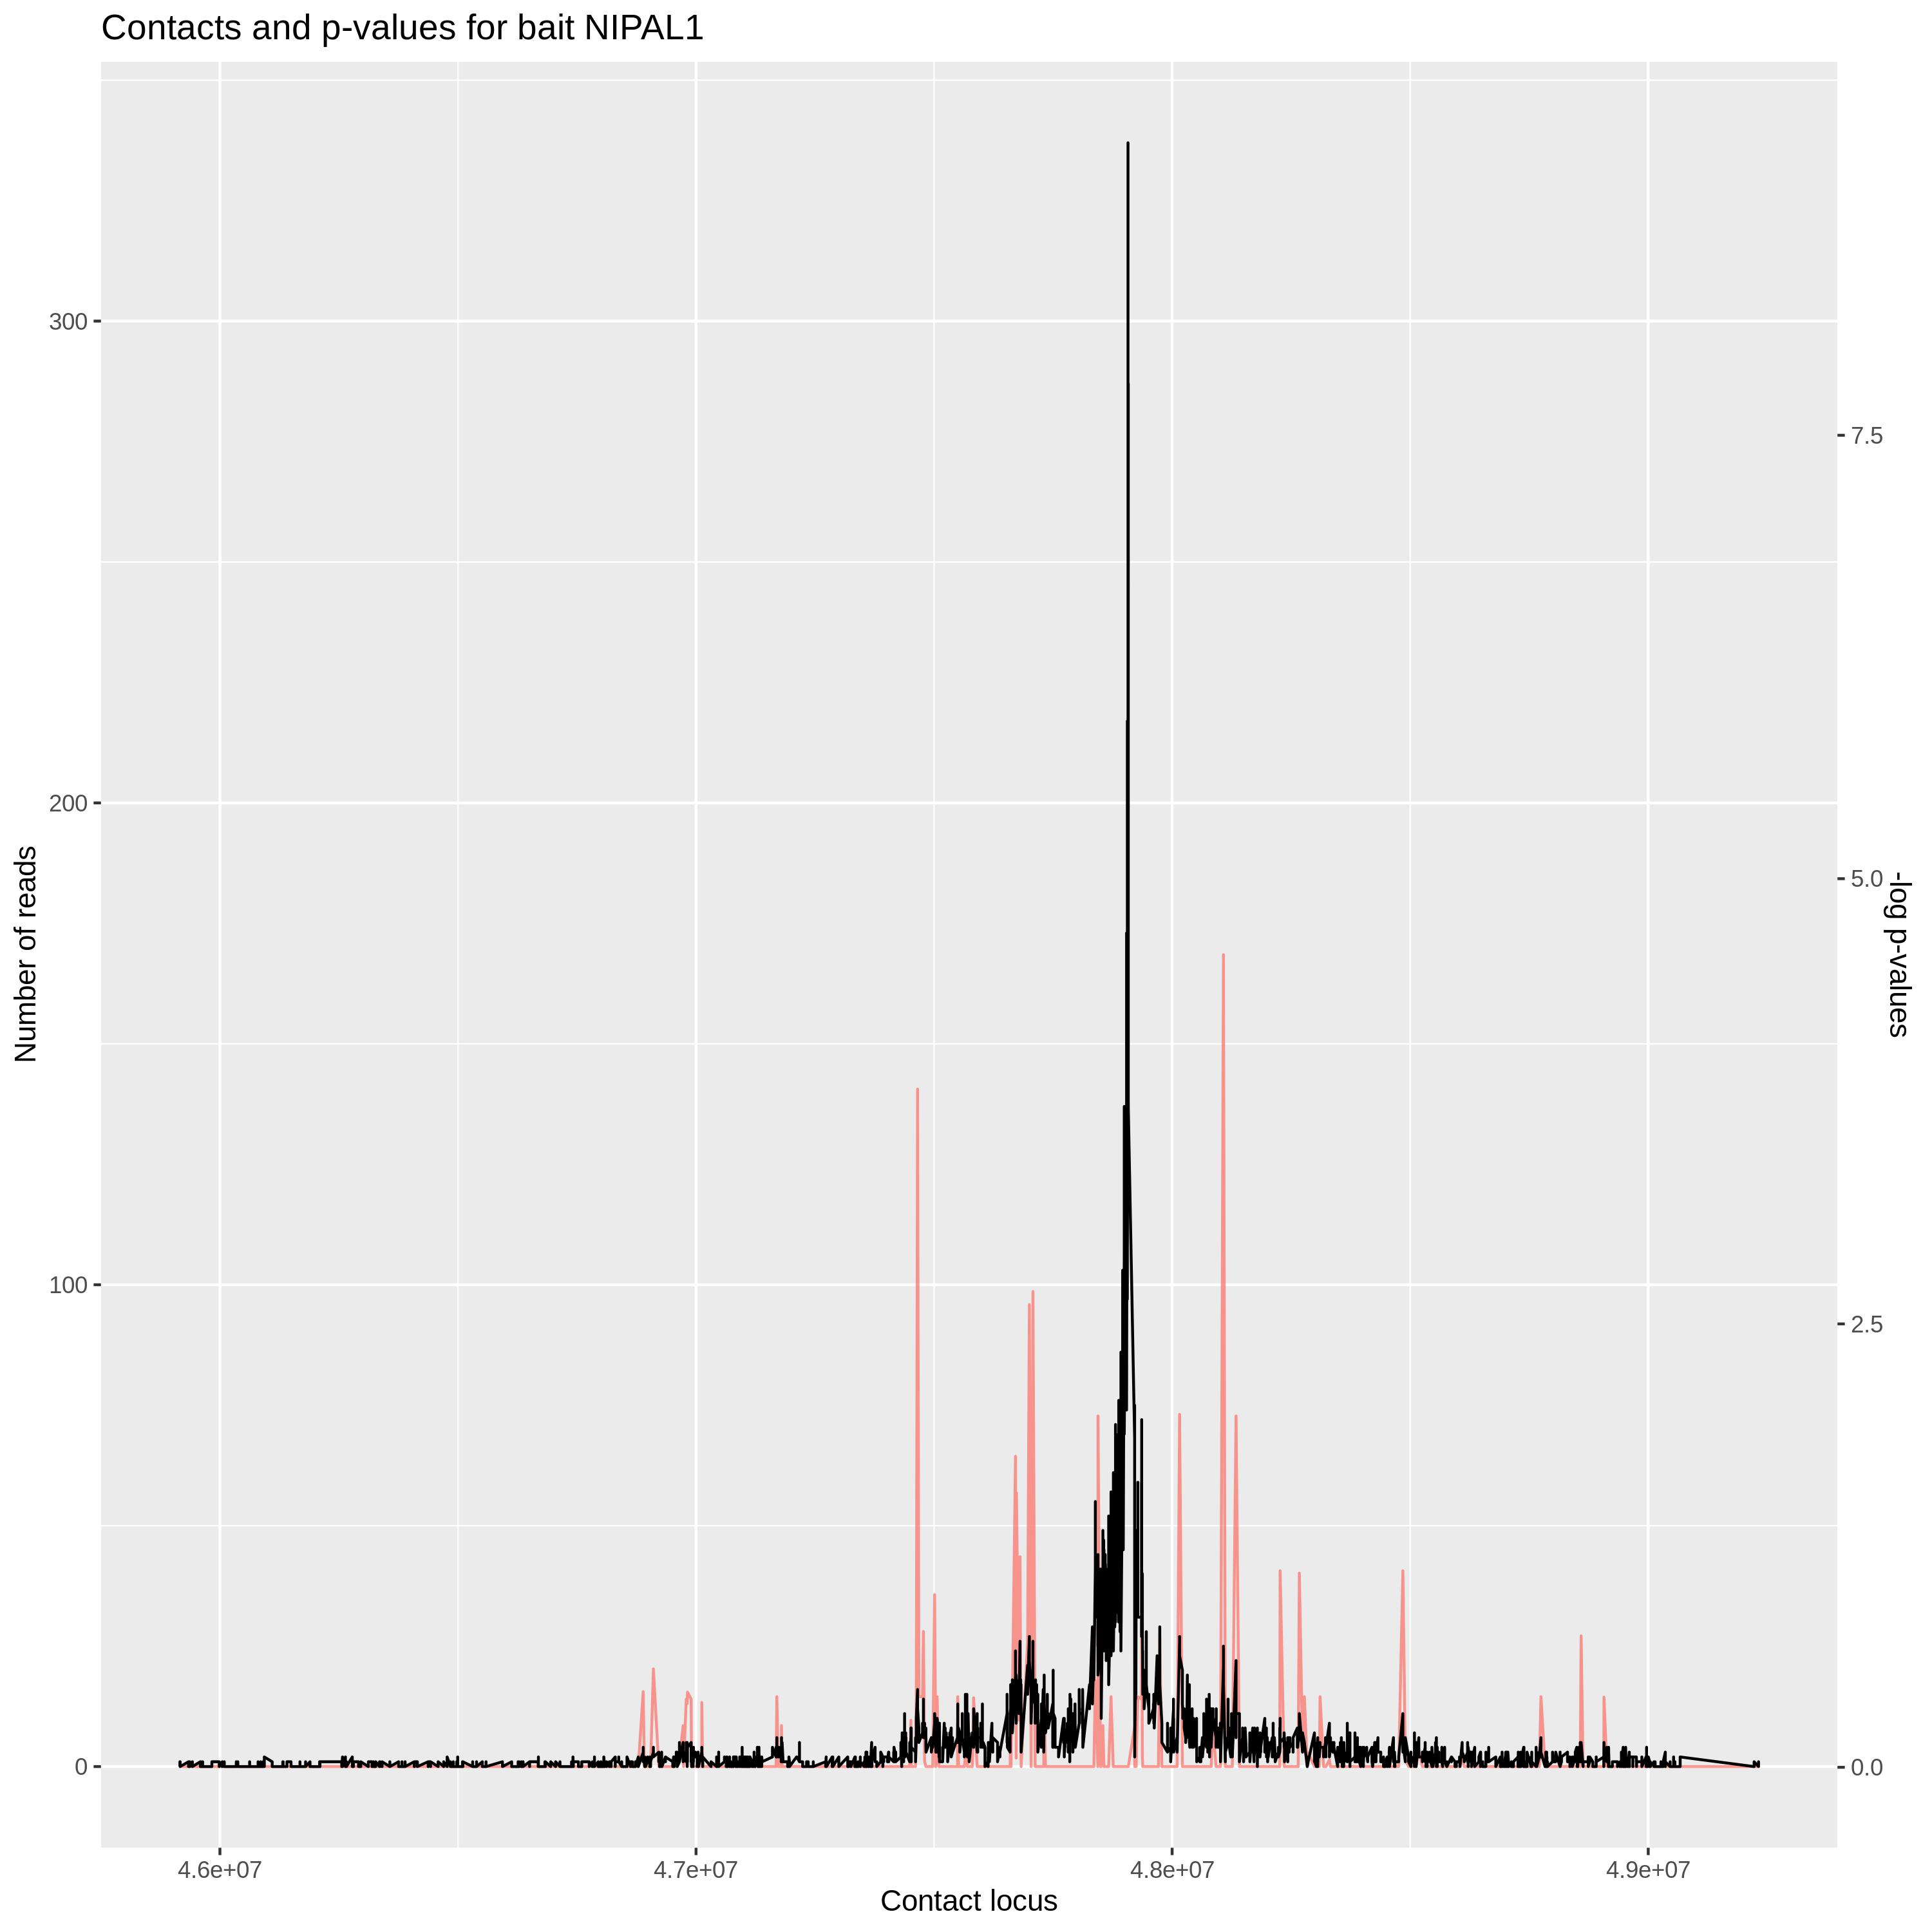 Contacts and p-values for bait NIPAL1
Number of reads
300
200
100
0
7.5
5.0
2.5
0.0
-log p-values
4.6e+07
4.7e+07
4.8e+07
4.9e+07
Contact locus